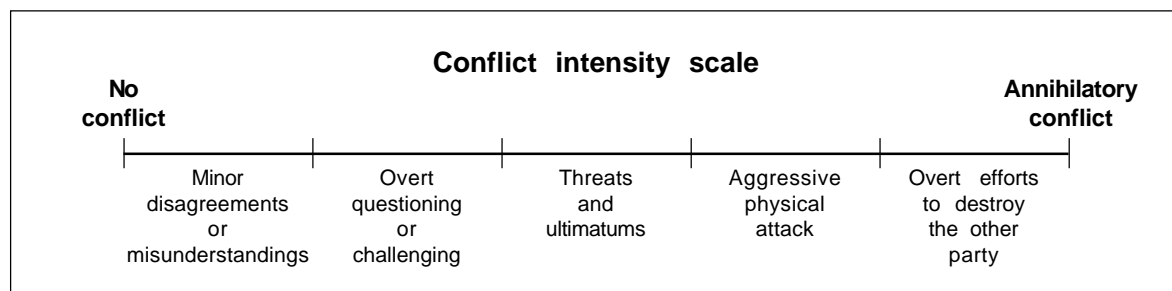 Conflict intensity scale
No
conflict
Annihilatory
conflict
Minor
disagreements
or
misunderstandings
Overt
questioning
or
challenging
Threats
and
ultimatums
Aggressive
physical
attack
Overt efforts
to destroy
the other
party